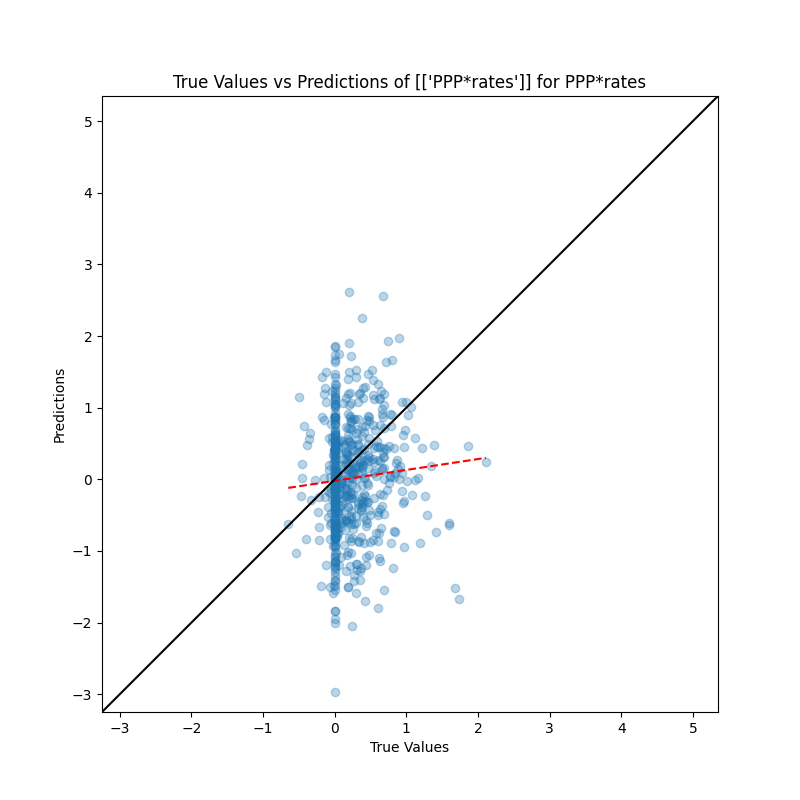 True Values vs Predictions of [['PPP*rates']] for PPP*rates
Predictions
5
4
3
2
1
0
−1
−2
−3
−3 −2 −1 0 1 2 3 4 5
True Values